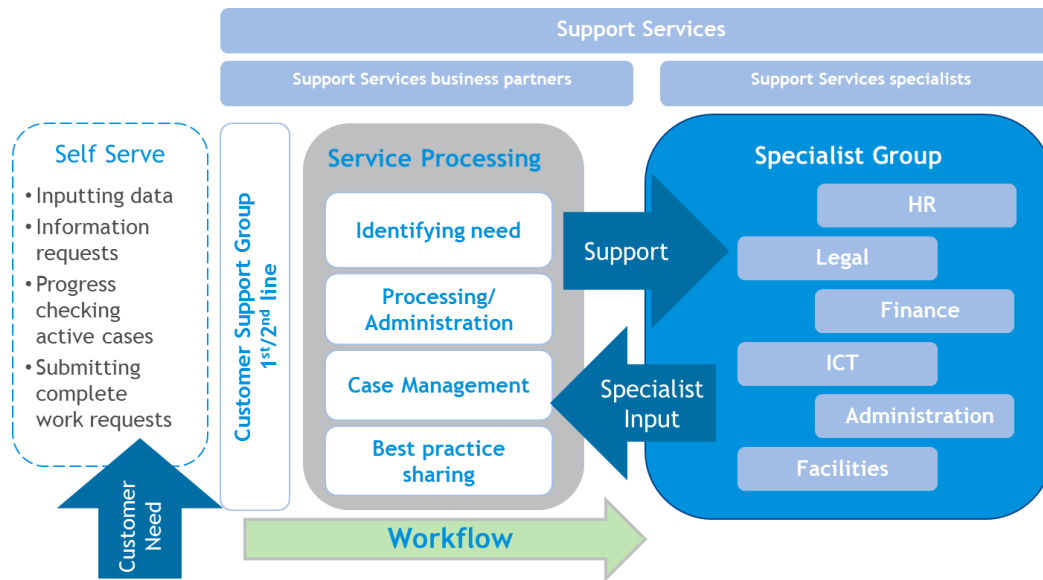 Support Services
Support Services business partners
Support Services specialists
Self Serve
• Inputting data
• Information
requests
• Progress
checking
active cases
• Submitting
complete
work requests
Customer Need
Customer Support Group
1st/2nd line
Service Processing
Identifying need
Processing/
Administration
Case Management
Best practice
sharing
Support
Specialist
Input
Specialist Group
HR
Legal
Finance
ICT
Administration
Facilities
Workflow